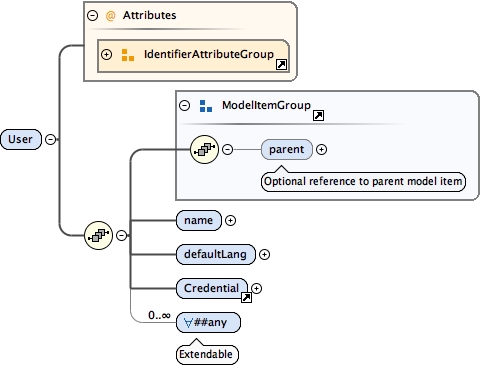 @ Attributes
IdentifierAttributeGroup
ModelItemGroup
User
parent
Optional reference to parent model item
name
defaultLang
Credential
0..∞
∀##any
Extendable